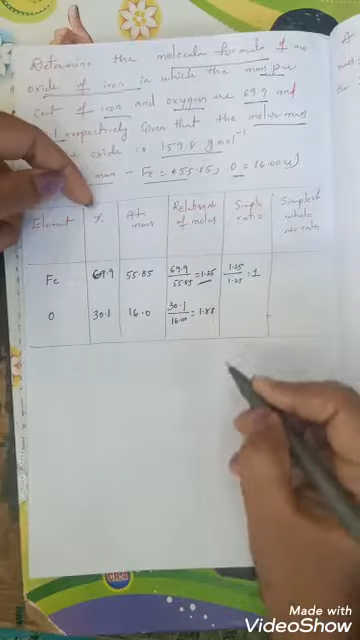 Determine the molecular formula of an
oxide of iron in which the mass per
cent of iron and oxygen are 69.9 and
respectively Given that the molar mass
oxide is 159.8 gmol⁻¹
mass - Fe = 55.85, O = 16.00 u)
Element % At mass Relative no of moles Simple ratio Simplest whole no ratio
Fe 69.9 55.85 69.9/55.85 = 1.25 1.25/1.25 : 1
O 30.1 16.0 30.1/16.00 = 1.88
Made with
VideoShow